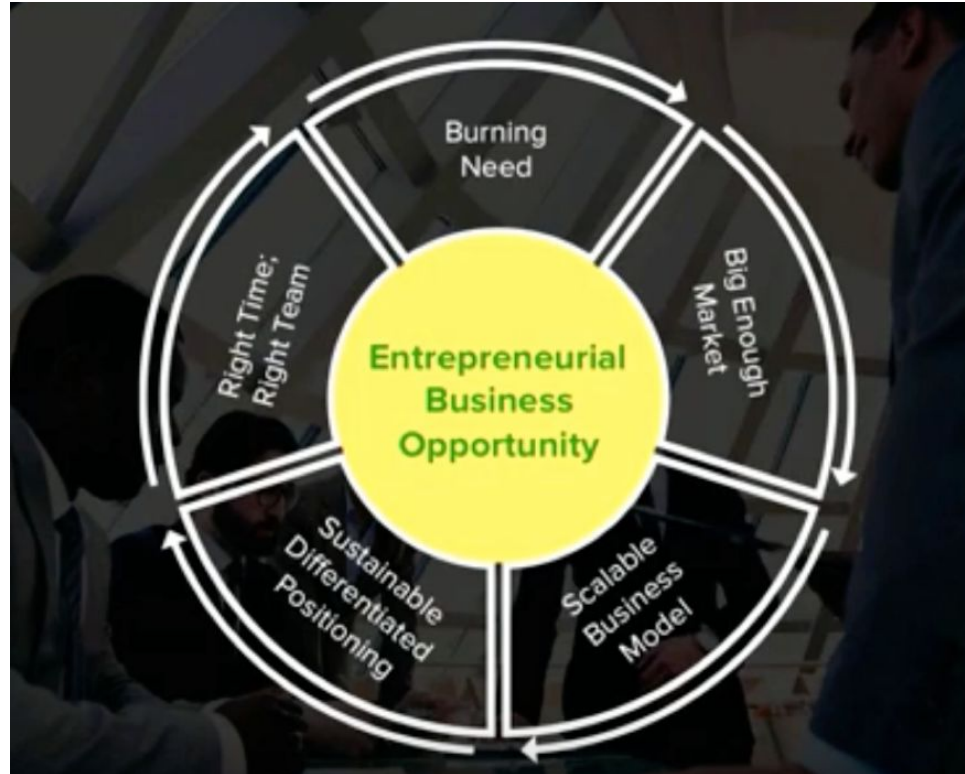 Burning
Need
Big Enough
Market
Scalable
Business
Model
Sustainable
Differentiated
Positioning
Right Time;
Right Team
Entrepreneurial
Business
Opportunity